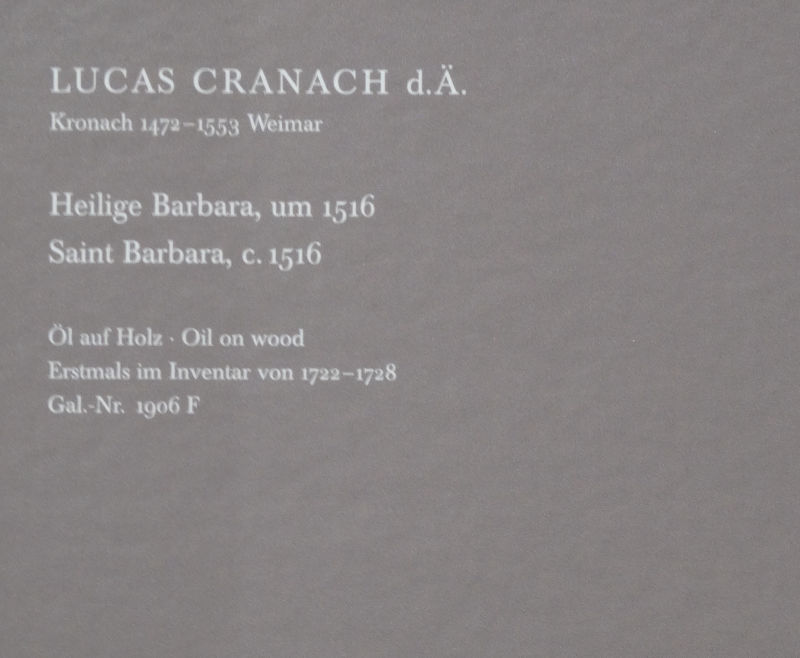 LUCAS CRANACH d.Ä.
Kronach 1472–1553 Weimar
Heilige Barbara, um 1516
Saint Barbara, c. 1516
Öl auf Holz · Oil on wood
Erstmals im Inventar von 1722–1728
Gal.-Nr. 1906 F